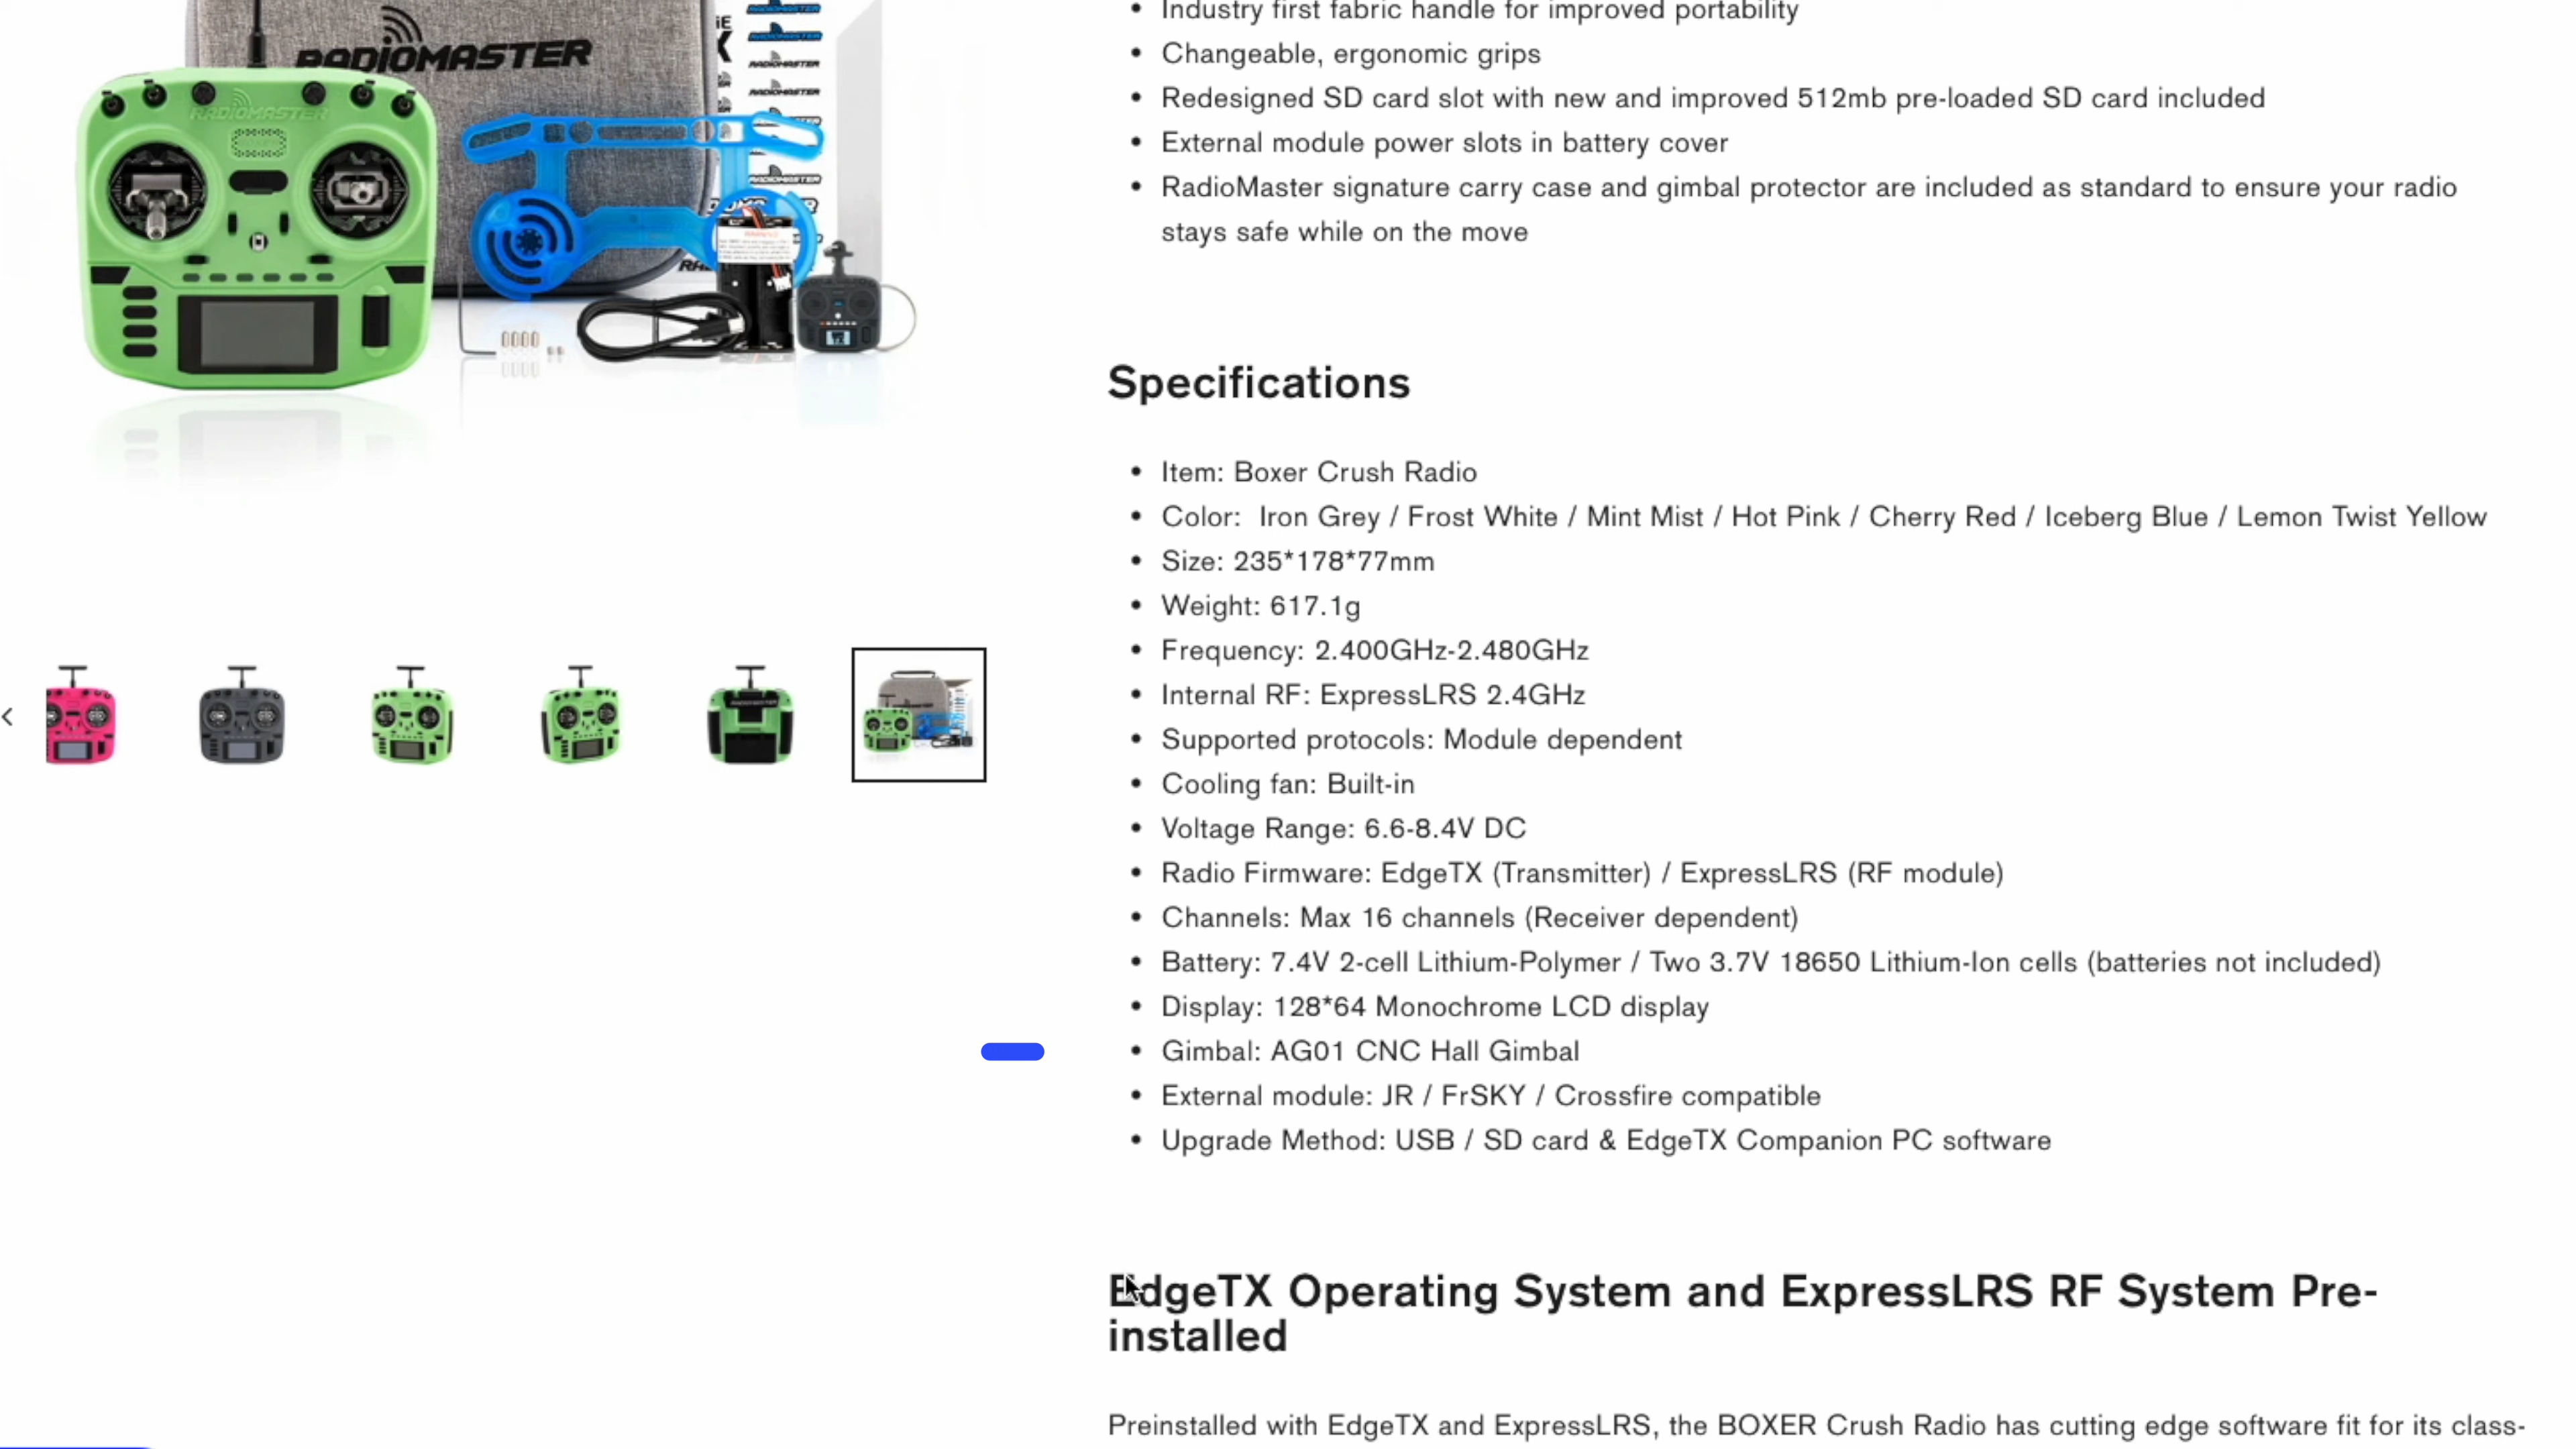 RADIOMASTER
RADIOMASTER
RADIOMASTER
RADIOMASTER
RADIOMASTER
RADIOMASTER
Industry first fabric handle for improved portability
Changeable, ergonomic grips
Redesigned SD card slot with new and improved 512mb pre-loaded SD card included
External module power slots in battery cover
RadioMaster signature carry case and gimbal protector are included as standard to ensure your radio
stays safe while on the move
Specifications
Item: Boxer Crush Radio
Color:  Iron Grey / Frost White / Mint Mist / Hot Pink / Cherry Red / Iceberg Blue / Lemon Twist Yellow
Size: 235*178*77mm
Weight: 617.1g
Frequency: 2.400GHz-2.480GHz
Internal RF: ExpressLRS 2.4GHz
Supported protocols: Module dependent
Cooling fan: Built-in
Voltage Range: 6.6-8.4V DC
Radio Firmware: EdgeTX (Transmitter) / ExpressLRS (RF module)
Channels: Max 16 channels (Receiver dependent)
Battery: 7.4V 2-cell Lithium-Polymer / Two 3.7V 18650 Lithium-Ion cells (batteries not included)
Display: 128*64 Monochrome LCD display
Gimbal: AG01 CNC Hall Gimbal
External module: JR / FrSKY / Crossfire compatible
Upgrade Method: USB / SD card & EdgeTX Companion PC software
EdgeTX Operating System and ExpressLRS RF System Pre-
installed
Preinstalled with EdgeTX and ExpressLRS, the BOXER Crush Radio has cutting edge software fit for its class-